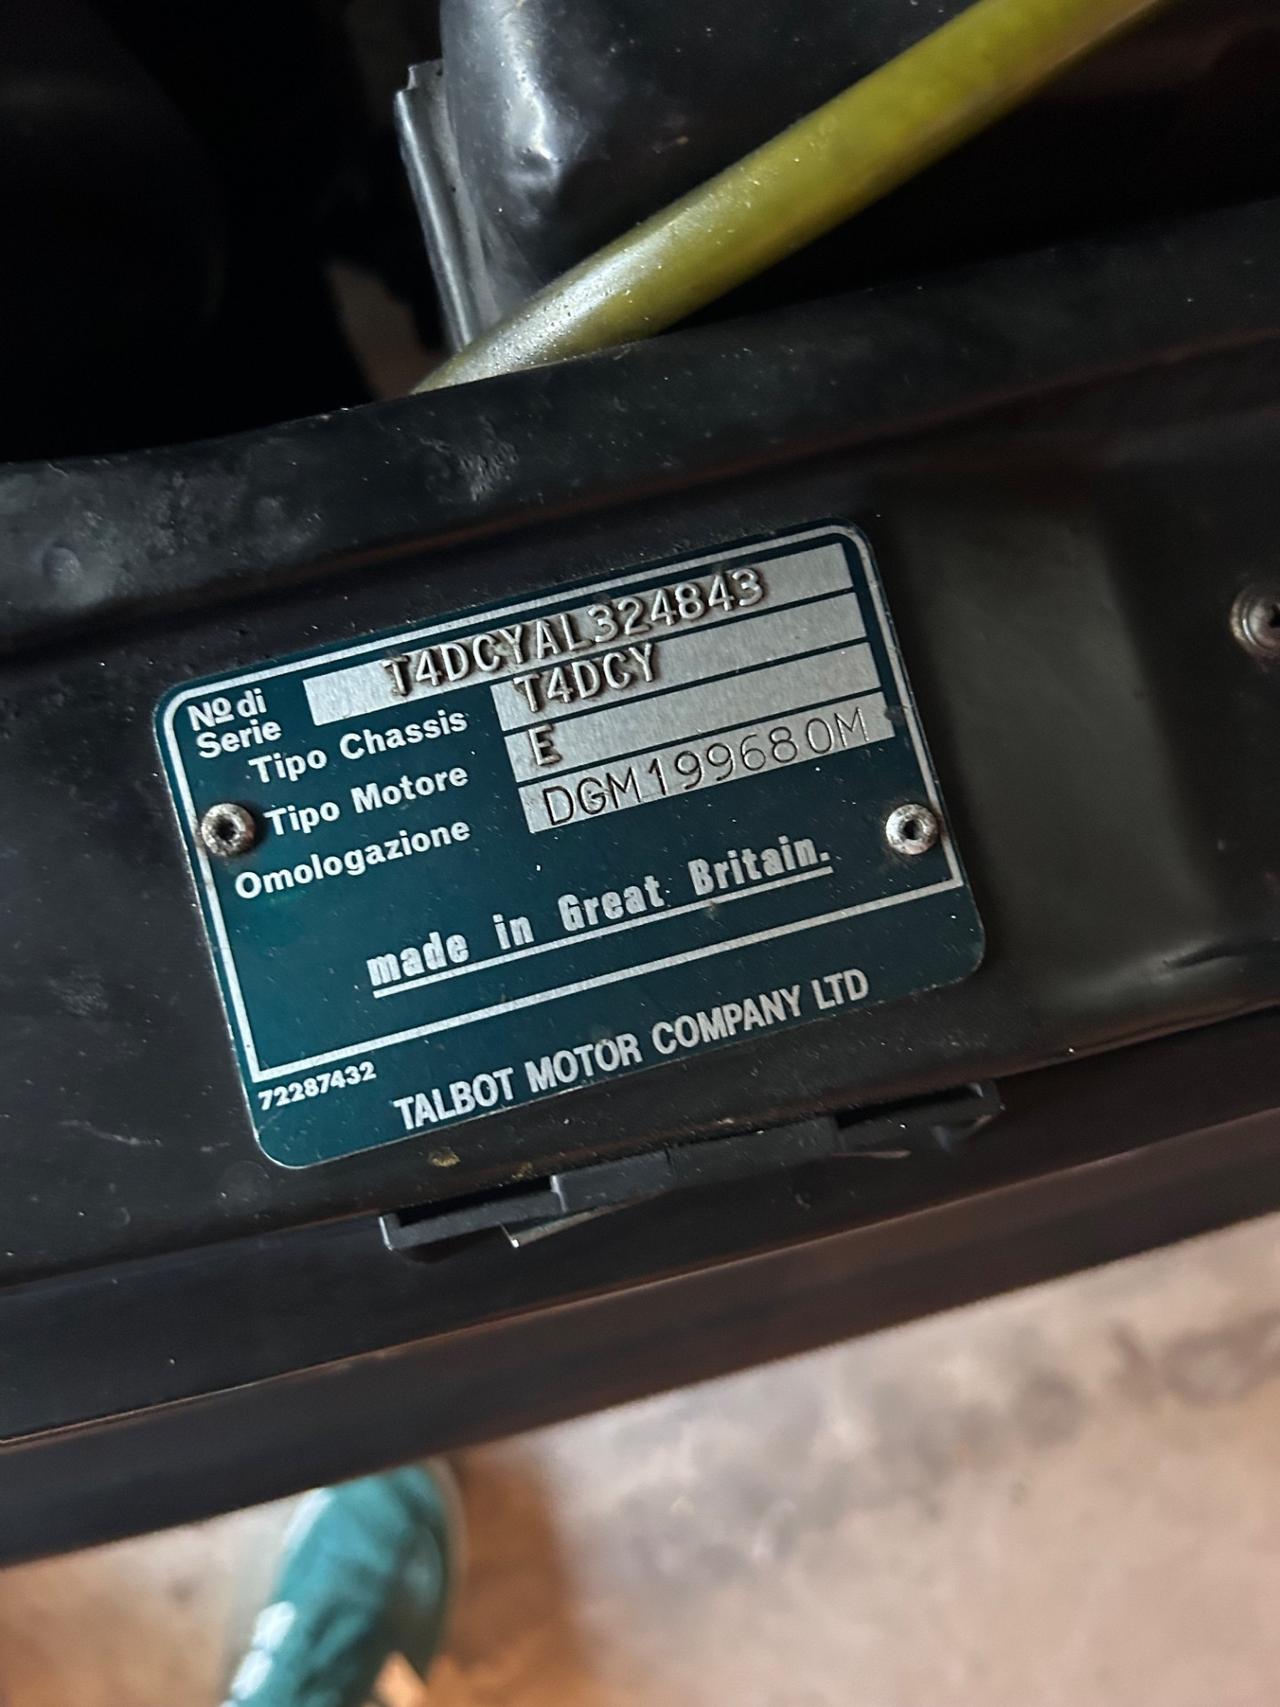 Nº di Serie T4DCYAL324843
Tipo Chassis T4DCY
Tipo Motore E
Omologazione DGM199680M
made in Great Britain.
72287432
TALBOT MOTOR COMPANY LTD